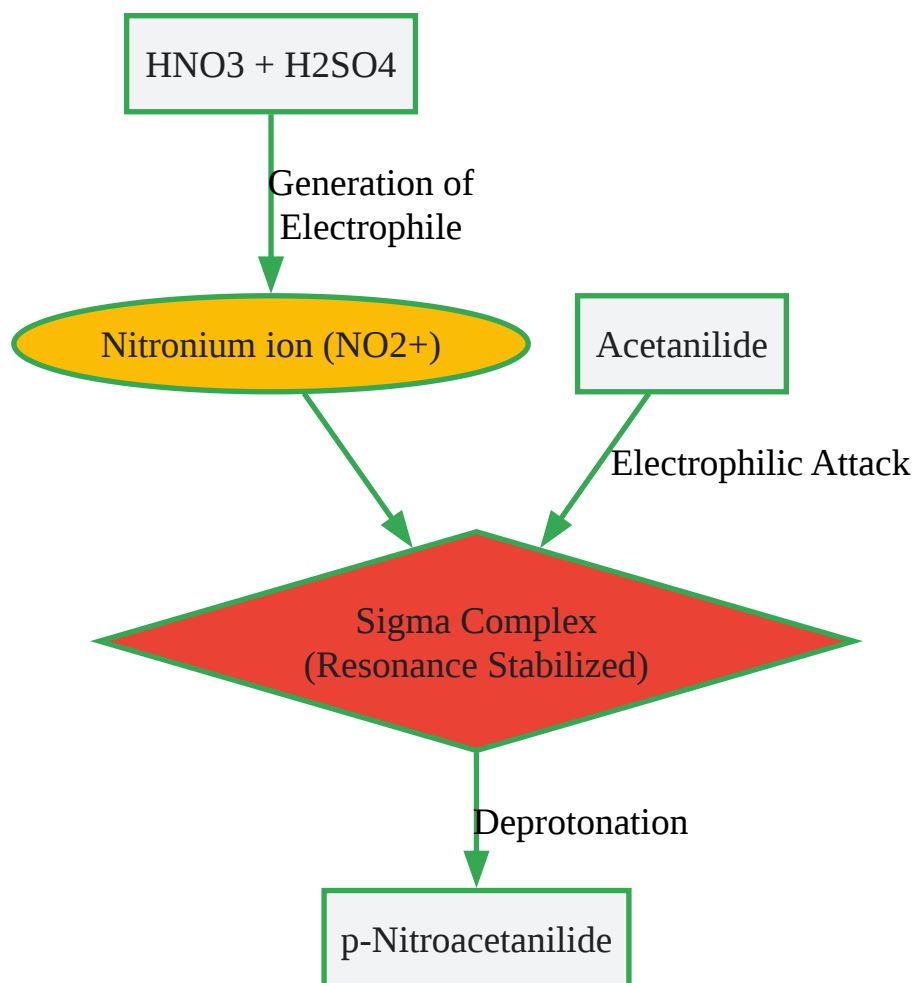 HNO3 + H2SO4
Generation of
Electrophile
Nitronium ion (NO2+)
Acetanilide
Electrophilic Attack
Sigma Complex
(Resonance Stabilized)
Deprotonation
p-Nitroacetanilide